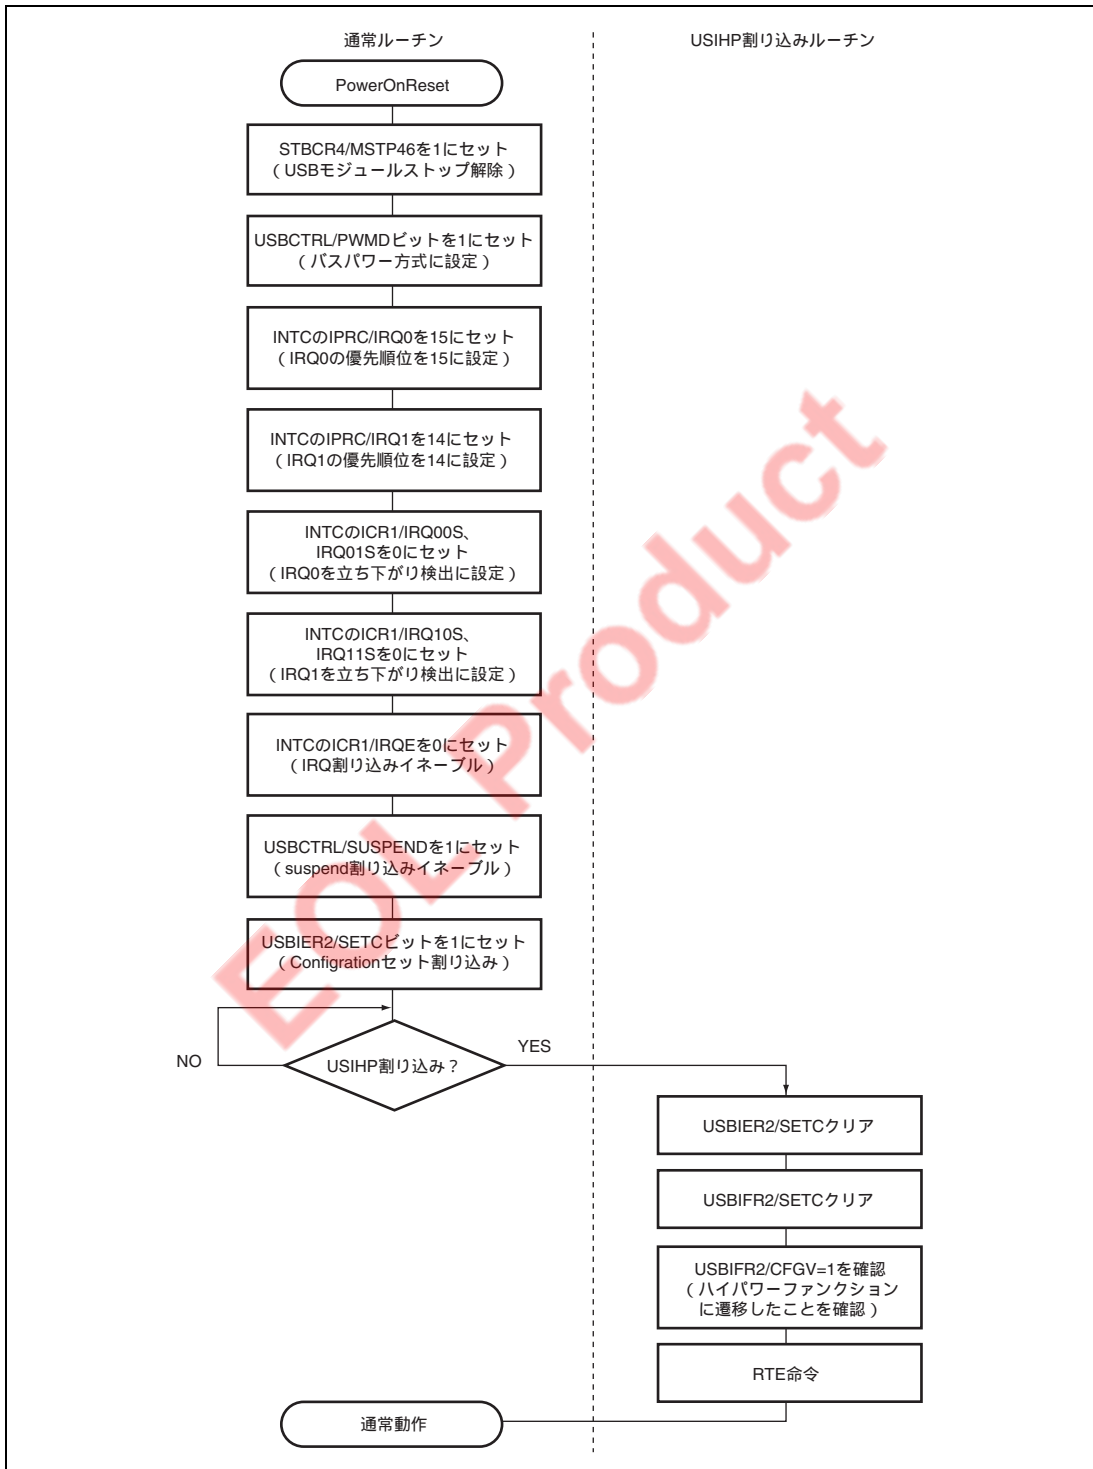 通常ルーチン
USIHP割り込みルーチン
PowerOnReset
STBCR4/MSTP46を1にセット
（USBモジュールストップ解除）
USBCTRL/PWMDビットを1にセット
（バスパワー方式に設定）
INTCのIPRC/IRQ0を15にセット
（IRQ0の優先順位を15に設定）
INTCのIPRC/IRQ1を14にセット
（IRQ1の優先順位を14に設定）
INTCのICR1/IRQ00S、
IRQ01Sを0にセット
（IRQ0を立ち下がり検出に設定）
INTCのICR1/IRQ10S、
IRQ11Sを0にセット
（IRQ1を立ち下がり検出に設定）
INTCのICR1/IRQEを0にセット
（IRQ割り込みイネーブル）
USBCTRL/SUSPENDを1にセット
（suspend割り込みイネーブル）
USBIER2/SETCビットを1にセット
（Configrationセット割り込み）
USIHP割り込み？
NO
YES
USBIER2/SETCクリア
USBIFR2/SETCクリア
USBIFR2/CFGV=1を確認
（ハイパワーファンクション
に遷移したことを確認）
RTE命令
通常動作
EOL Product